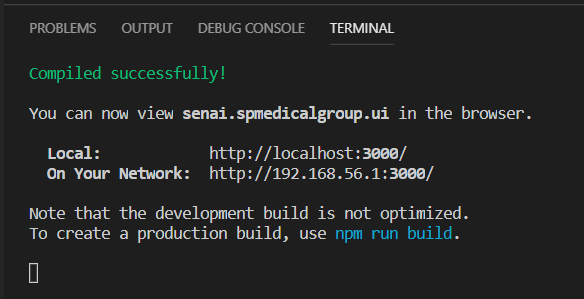 PROBLEMS OUTPUT DEBUG CONSOLE TERMINAL
Compiled successfully!
You can now view senai.spmedicalgroup.ui in the browser.
Local: http://localhost:3000/
On Your Network: http://192.168.56.1:3000/
Note that the development build is not optimized.
To create a production build, use npm run build.